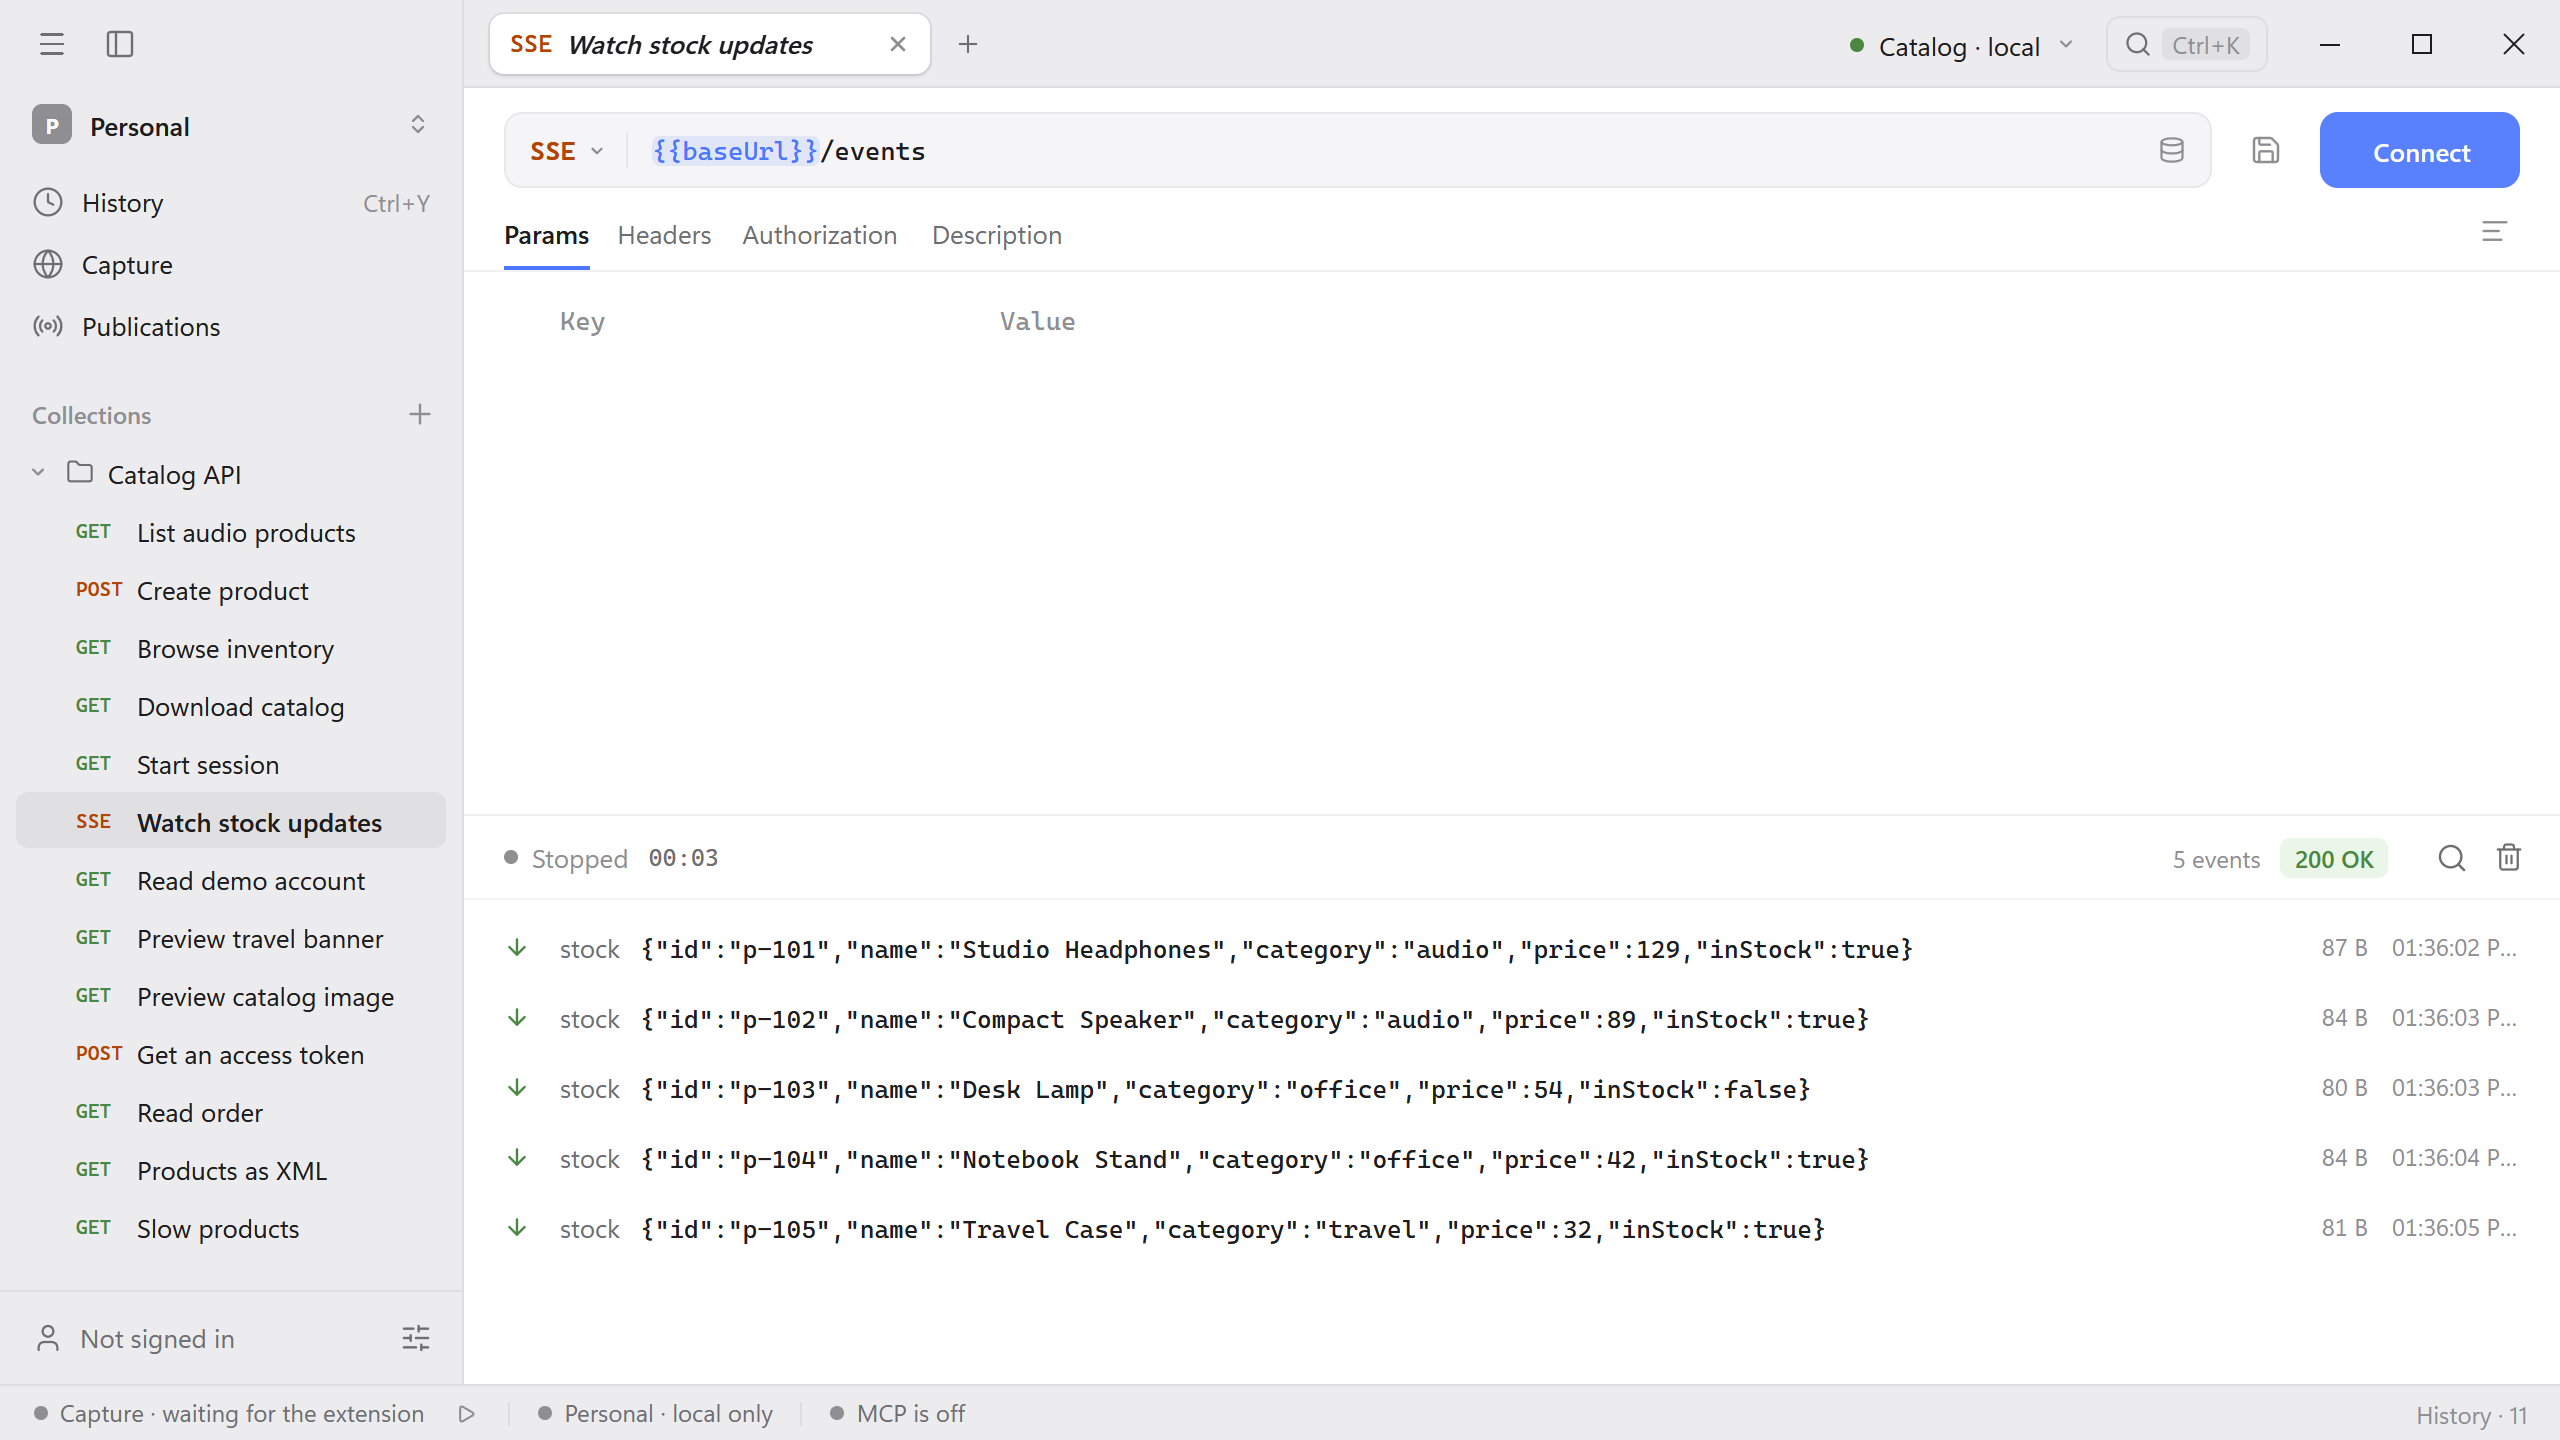 SSE Watch stock updates
Catalog · local
Ctrl+K
P Personal
History Ctrl+Y
Capture
Publications
Collections
Catalog API
GET List audio products
POST Create product
GET Browse inventory
GET Download catalog
GET Start session
SSE Watch stock updates
GET Read demo account
GET Preview travel banner
GET Preview catalog image
POST Get an access token
GET Read order
GET Products as XML
GET Slow products
Not signed in
SSE {{baseUrl}}/events
Connect
Params Headers Authorization Description
Key Value
Stopped 00:03 5 events 200 OK
stock {"id":"p-101","name":"Studio Headphones","category":"audio","price":129,"inStock":true} 87 B 01:36:02 P...
stock {"id":"p-102","name":"Compact Speaker","category":"audio","price":89,"inStock":true} 84 B 01:36:03 P...
stock {"id":"p-103","name":"Desk Lamp","category":"office","price":54,"inStock":false} 80 B 01:36:03 P...
stock {"id":"p-104","name":"Notebook Stand","category":"office","price":42,"inStock":true} 84 B 01:36:04 P...
stock {"id":"p-105","name":"Travel Case","category":"travel","price":32,"inStock":true} 81 B 01:36:05 P...
Capture · waiting for the extension Personal · local only MCP is off History · 11